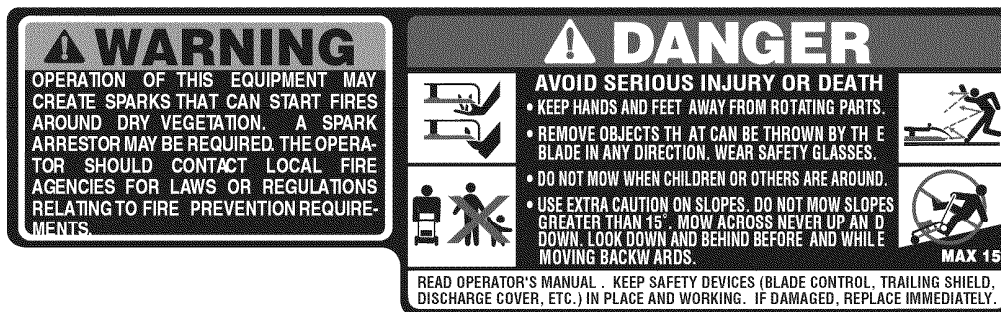 WARNING
OPERATION OF THIS EQUIPMENT MAY
CREATE SPARKS THAT CAN START FIRES
AROUND DRY VEGETATION. A SPARK
ARRESTOR MAY BE REQUIRED. THE OPERA-
TOR SHOULD CONTACT LOCAL FIRE
AGENCIES FOR LAWS OR REGULATIONS
RELATING TO FIRE PREVENTION REQUIRE-
MENTS.
DANGER
AVOID SERIOUS INJURY OR DEATH
• KEEP HANDS AND FEET AWAY FROM ROTATING PARTS.
• REMOVE OBJECTS TH AT CAN BE THROWN BY TH E
BLADE IN ANY DIRECTION. WEAR SAFETY GLASSES.
• DO NOT MOW WHEN CHILDREN OR OTHERS ARE AROUND.
• USE EXTRA CAUTION ON SLOPES. DO NOT MOW SLOPES
GREATER THAN 15°. MOW ACROSS NEVER UP AN D
DOWN. LOOK DOWN AND BEHIND BEFORE AND WHIL E
MOVING BACKW ARDS.
MAX 15
READ OPERATOR'S MANUAL . KEEP SAFETY DEVICES (BLADE CONTROL, TRAILING SHIELD,
DISCHARGE COVER, ETC.) IN PLACE AND WORKING. IF DAMAGED, REPLACE IMMEDIATELY.